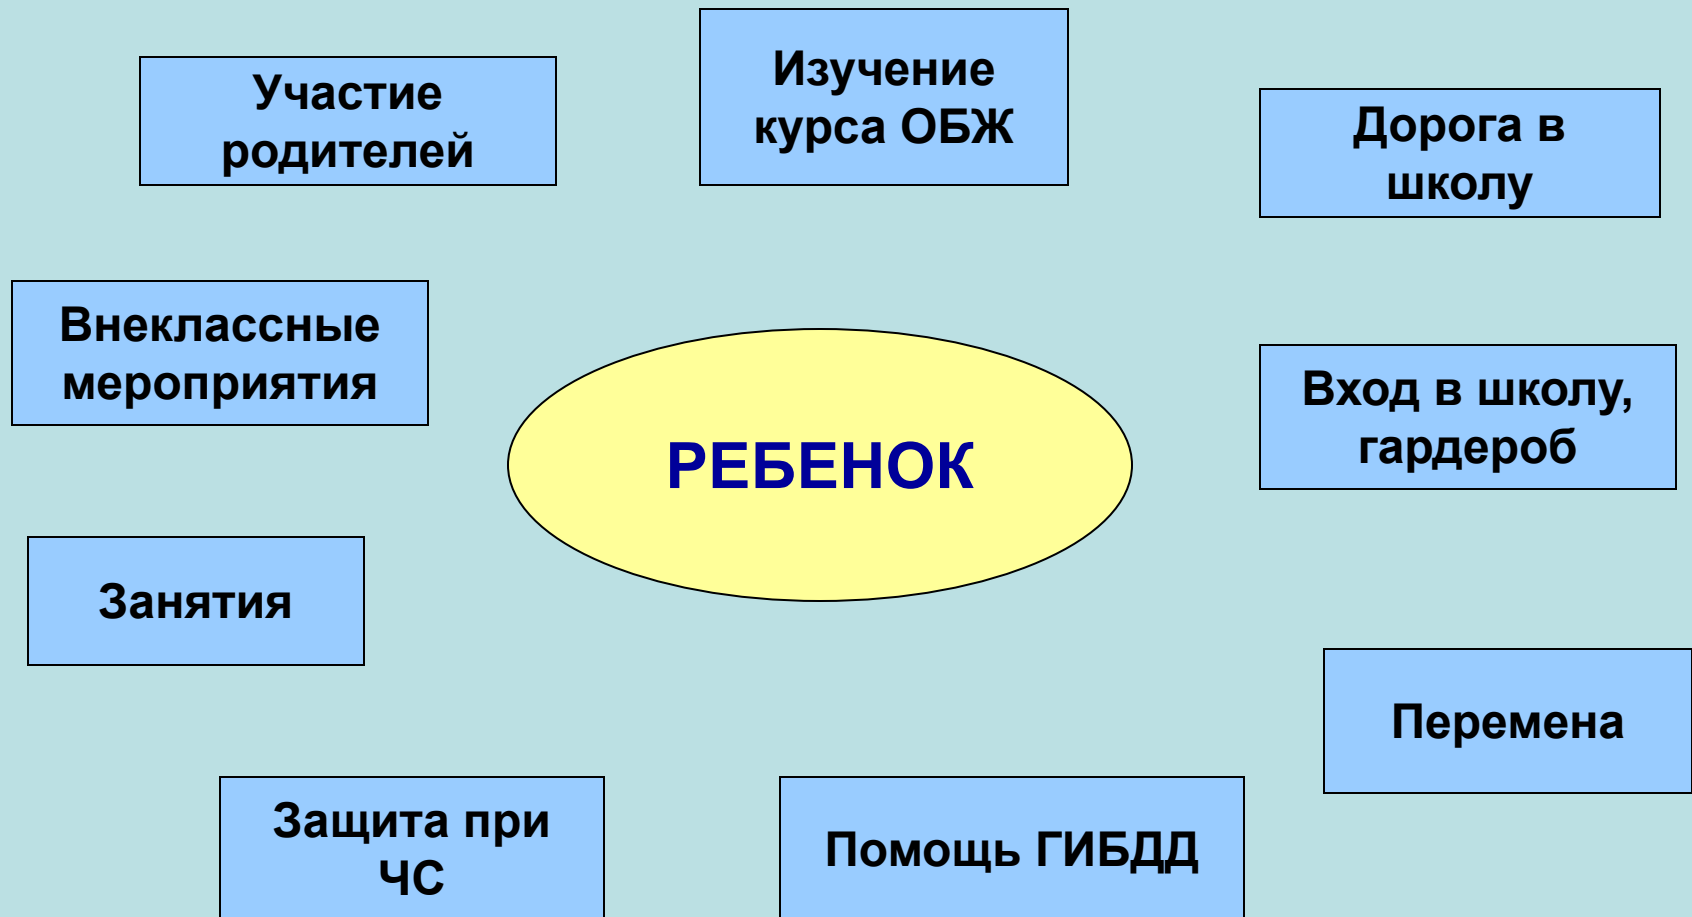 Участие
родителей
Изучение
курса ОБЖ
Дорога в
школу
Внеклассные
мероприятия
РЕБЕНОК
Вход в школу,
гардероб
Занятия
Перемена
Защита при
ЧС
Помощь ГИБДД